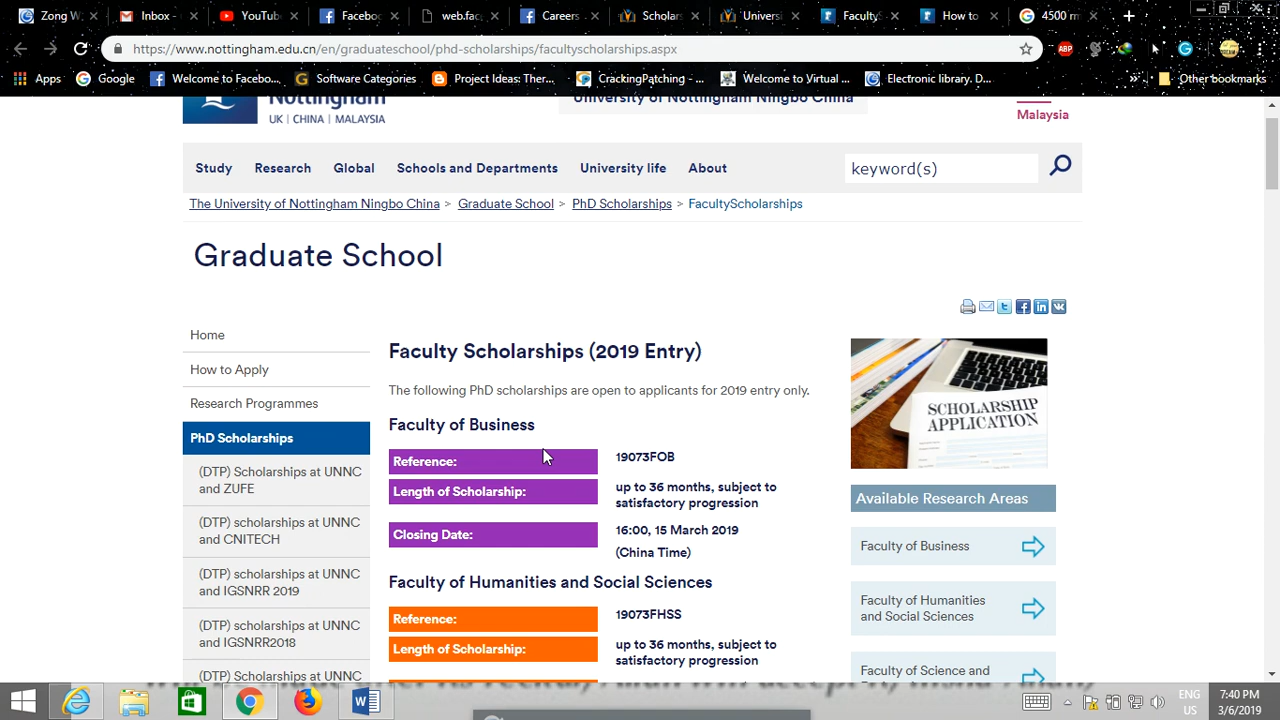 Zong W
Inbox -
YouTub
Facebo
web.fac
Careers
Scholar
Universi
Faculty
How to
4500 rm
https://www.nottingham.edu.cn/en/graduateschool/phd-scholarships/facultyscholarships.aspx
ABP
Apps
Google
Welcome to Facebo...
Software Categories
Project Ideas: Ther...
CrackingPatching - ...
Welcome to Virtual ...
Electronic library. D...
Other bookmarks
Nottingham
UK | CHINA | MALAYSIA
University of Nottingham Ningbo China
Malaysia
Study
Research
Global
Schools and Departments
University life
About
keyword(s)
The University of Nottingham Ningbo China > Graduate School > PhD Scholarships > FacultyScholarships
Graduate School
Home
How to Apply
Research Programmes
PhD Scholarships
(DTP) Scholarships at UNNC
and ZUFE
(DTP) scholarships at UNNC
and CNITECH
(DTP) scholarships at UNNC
and IGSNRR 2019
(DTP) scholarships at UNNC
and IGSNRR2018
(DTP) Scholarships at UNNC
Faculty Scholarships (2019 Entry)
The following PhD scholarships are open to applicants for 2019 entry only.
Faculty of Business
Reference: 19073FOB
Length of Scholarship: up to 36 months, subject to
satisfactory progression
Closing Date: 16:00, 15 March 2019
(China Time)
Faculty of Humanities and Social Sciences
Reference: 19073FHSS
Length of Scholarship: up to 36 months, subject to
satisfactory progression
SCHOLARSHIP
APPLICATION
Available Research Areas
Faculty of Business
Faculty of Humanities
and Social Sciences
Faculty of Science and
ENG
US
7:40 PM
3/6/2019